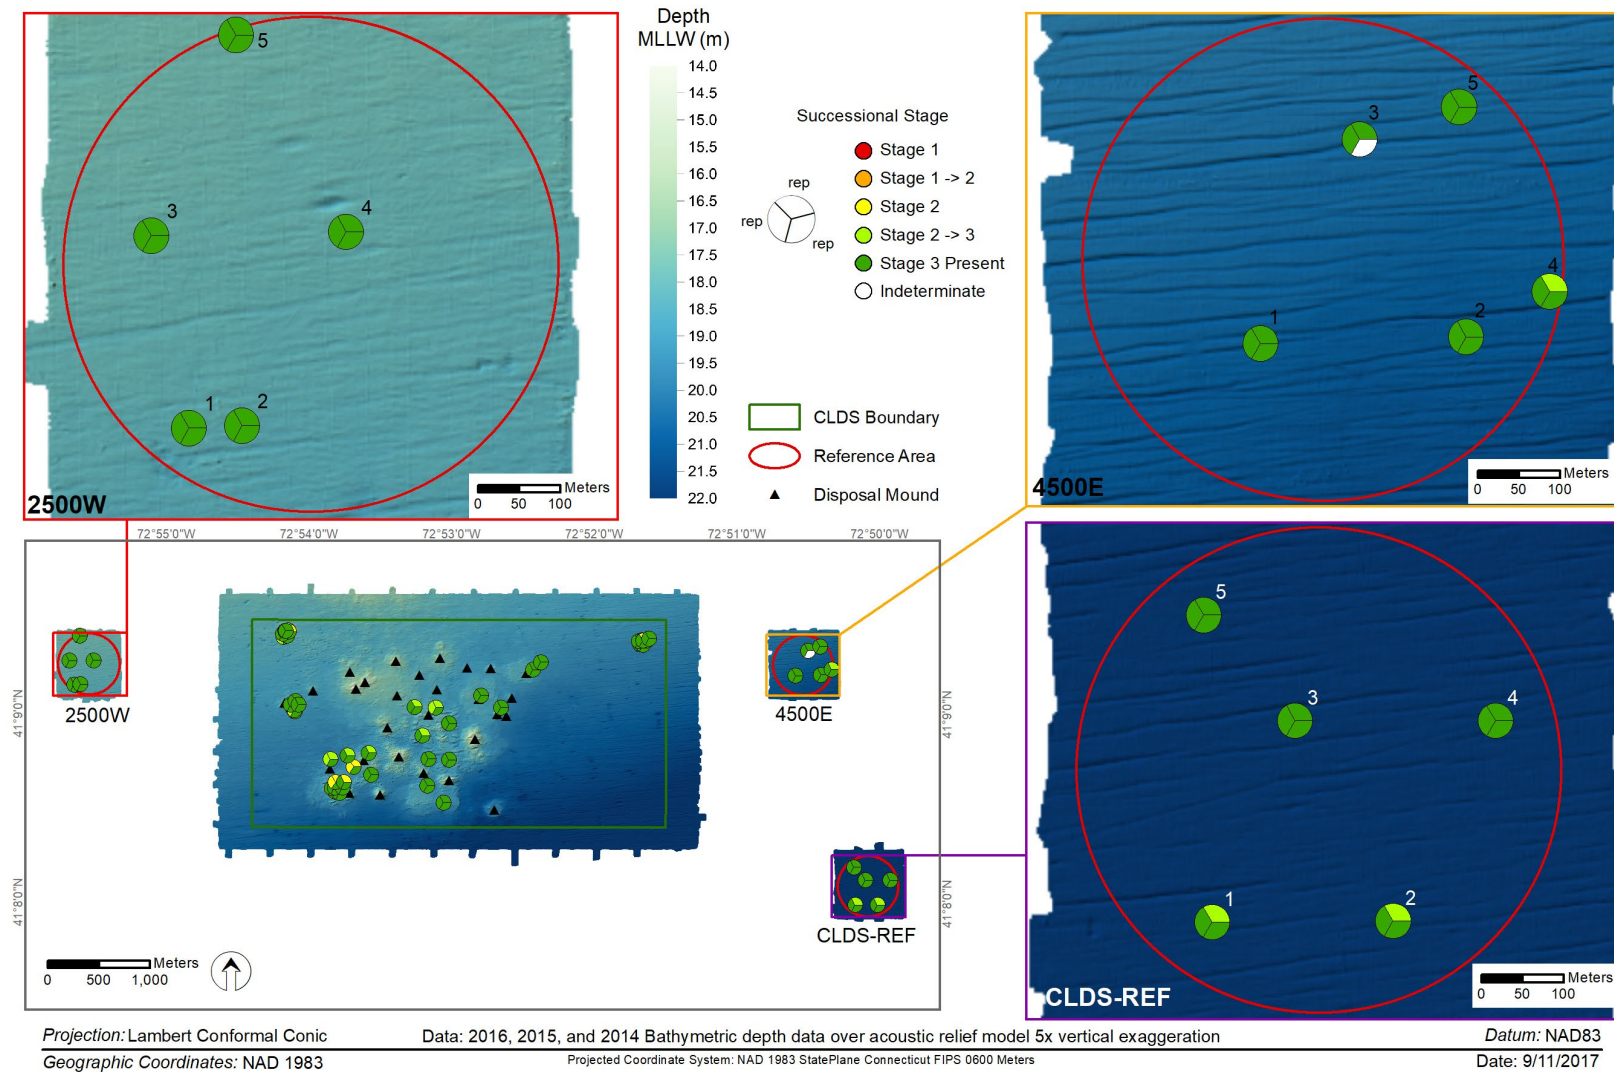 5
3
4
1
2
Meters
0 50 100
2500W
Depth
MLLW (m)
14.0
14.5
15.0
15.5
16.0
16.5
17.0
17.5
18.0
18.5
19.0
19.5
20.0
20.5
21.0
21.5
22.0
Successional Stage
Stage 1
Stage 1 -> 2
Stage 2
Stage 2 -> 3
Stage 3 Present
Indeterminate
rep
rep
rep
CLDS Boundary
Reference Area
Disposal Mound
5
3
4
1
2
Meters
0 50 100
4500E
72°55'0"W 72°54'0"W 72°53'0"W 72°52'0"W 72°51'0"W 72°50'0"W
41°9'0"N
41°8'0"N
2500W
4500E
CLDS-REF
41°9'0"N
41°8'0"N
Meters
0 500 1,000
5
3
4
1
2
Meters
0 50 100
CLDS-REF
Projection: Lambert Conformal Conic
Data: 2016, 2015, and 2014 Bathymetric depth data over acoustic relief model 5x vertical exaggeration
Datum: NAD83
Geographic Coordinates: NAD 1983
Projected Coordinate System: NAD 1983 StatePlane Connecticut FIPS 0600 Meters
Date: 9/11/2017